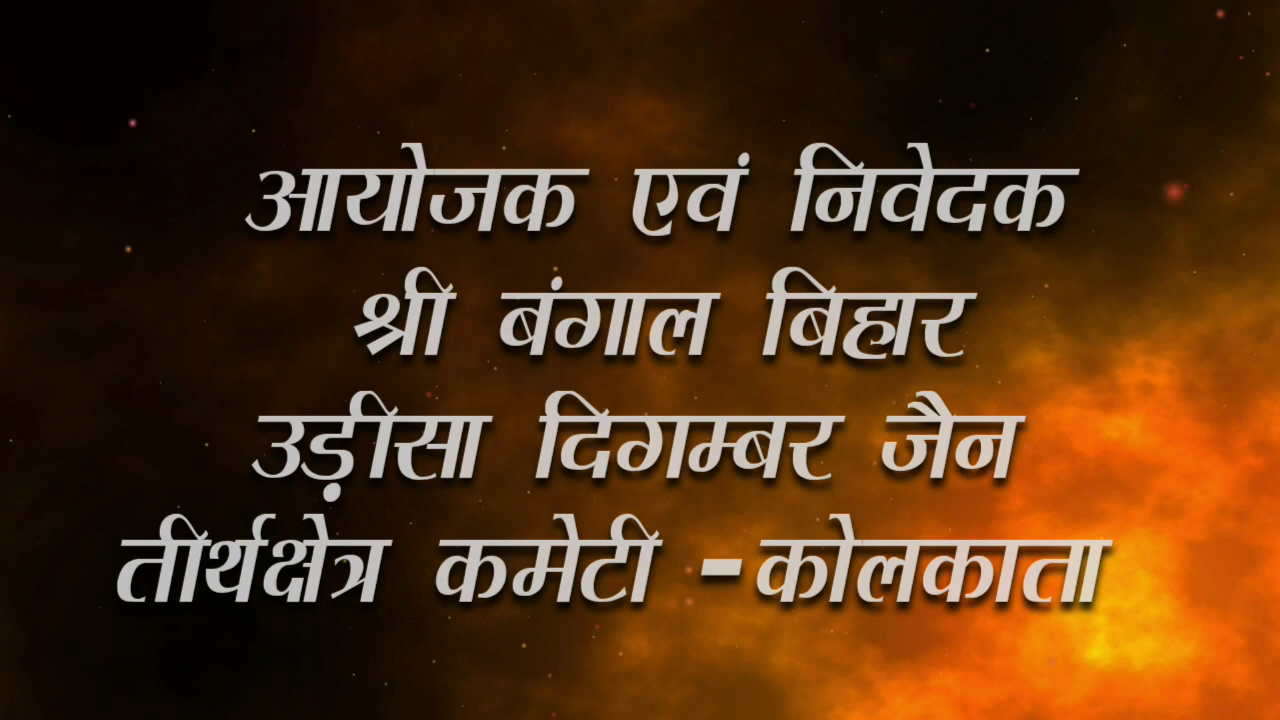 आयोजक एवं निवेदक
श्री बंगाल बिहार
उड़ीसा दिगम्बर जैन
तीर्थक्षेत्र कमेटी -कोलकाता